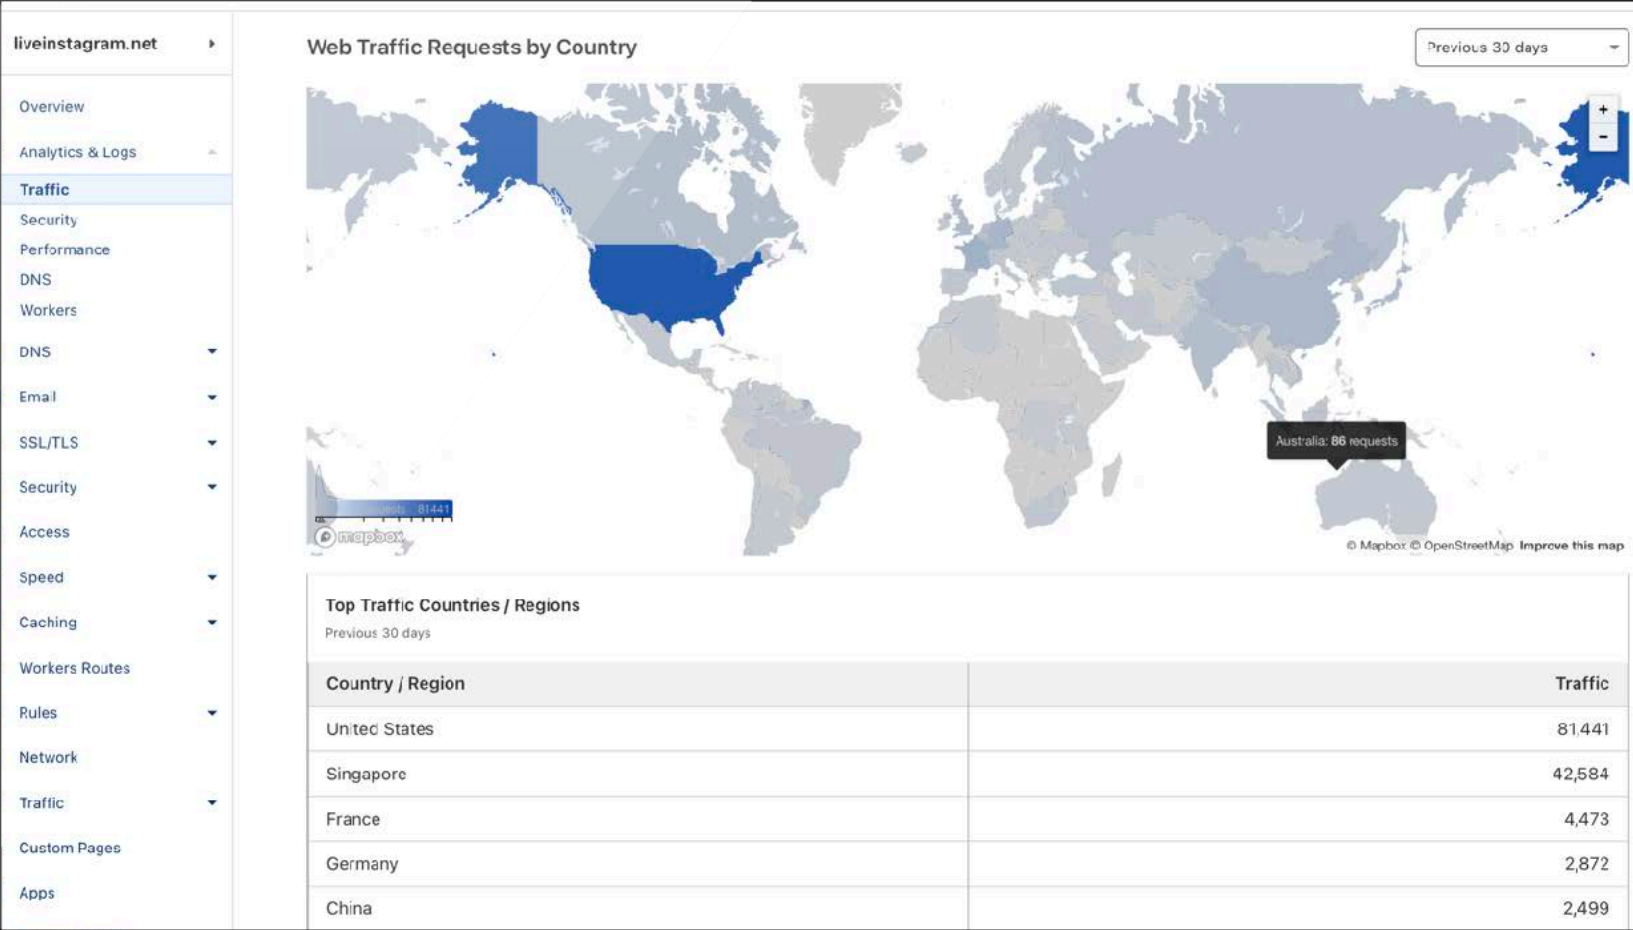 liveinstagram.net
Overview
Analytics & Logs
Traffic
Security
Performance
DNS
Workers
DNS
Email
SSL/TLS
Security
Access
Speed
Caching
Workers Routes
Rules
Network
Traffic
Custom Pages
Apps
Web Traffic Requests by Country
Previous 30 days
+
-
Australia: 86 requests
81441
mapbox
© Mapbox © OpenStreetMap Improve this map
Top Traffic Countries / Regions
Previous 30 days
Country / Region Traffic
United States 81,441
Singapore 42,584
France 4,473
Germany 2,872
China 2,499